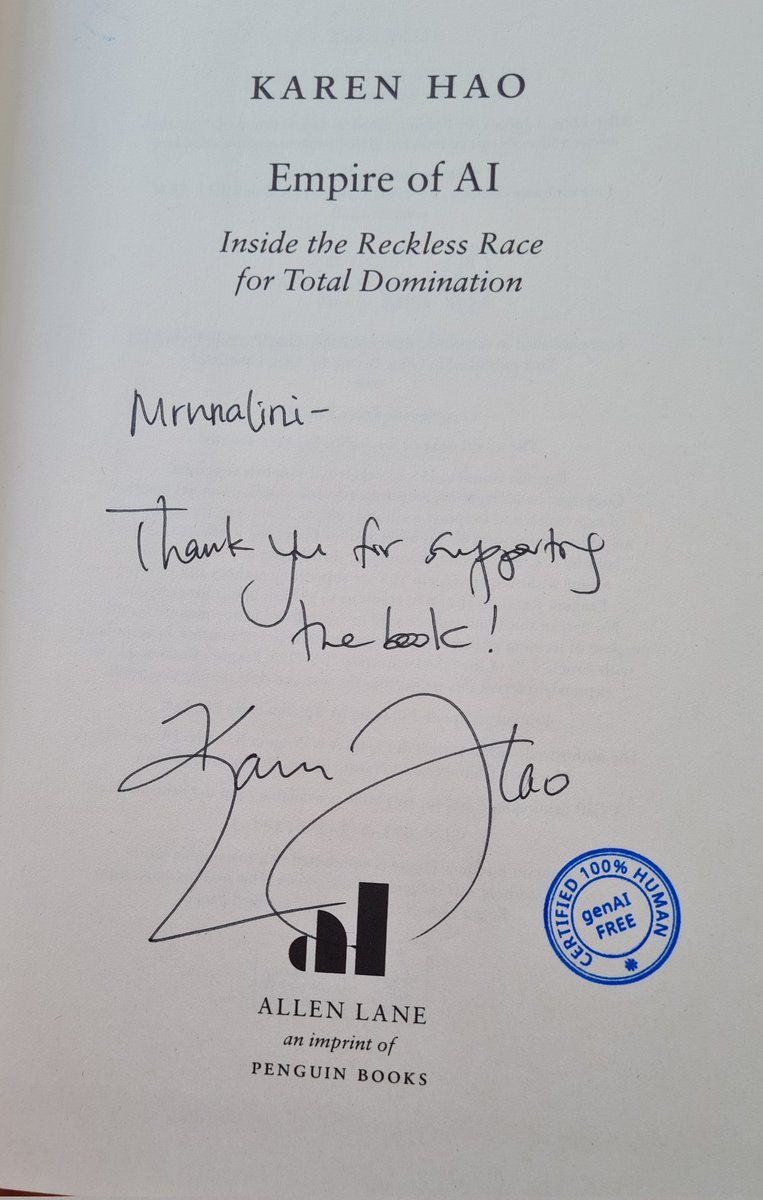 KAREN HAO
Empire of AI
Inside the Reckless Race
for Total Domination
Mrunalini-
Thank you for supporting
the book!
Karen Hao
al
ALLEN LANE
an imprint of
PENGUIN BOOKS
CERTIFIED 100% HUMAN
genAI
FREE